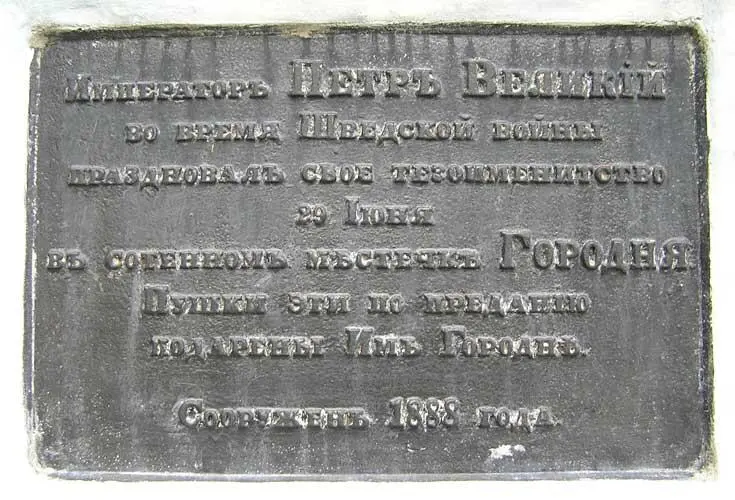 Императоръ Петръ Великій
во время Шведской войны
праздновалъ свое тезоименитство
29 Іюня
въ сотенномъ мѣстечкѣ Городня.
Пушки эти по преданію
подарены Имъ Городнѣ.
Сооруженъ 1888 года.